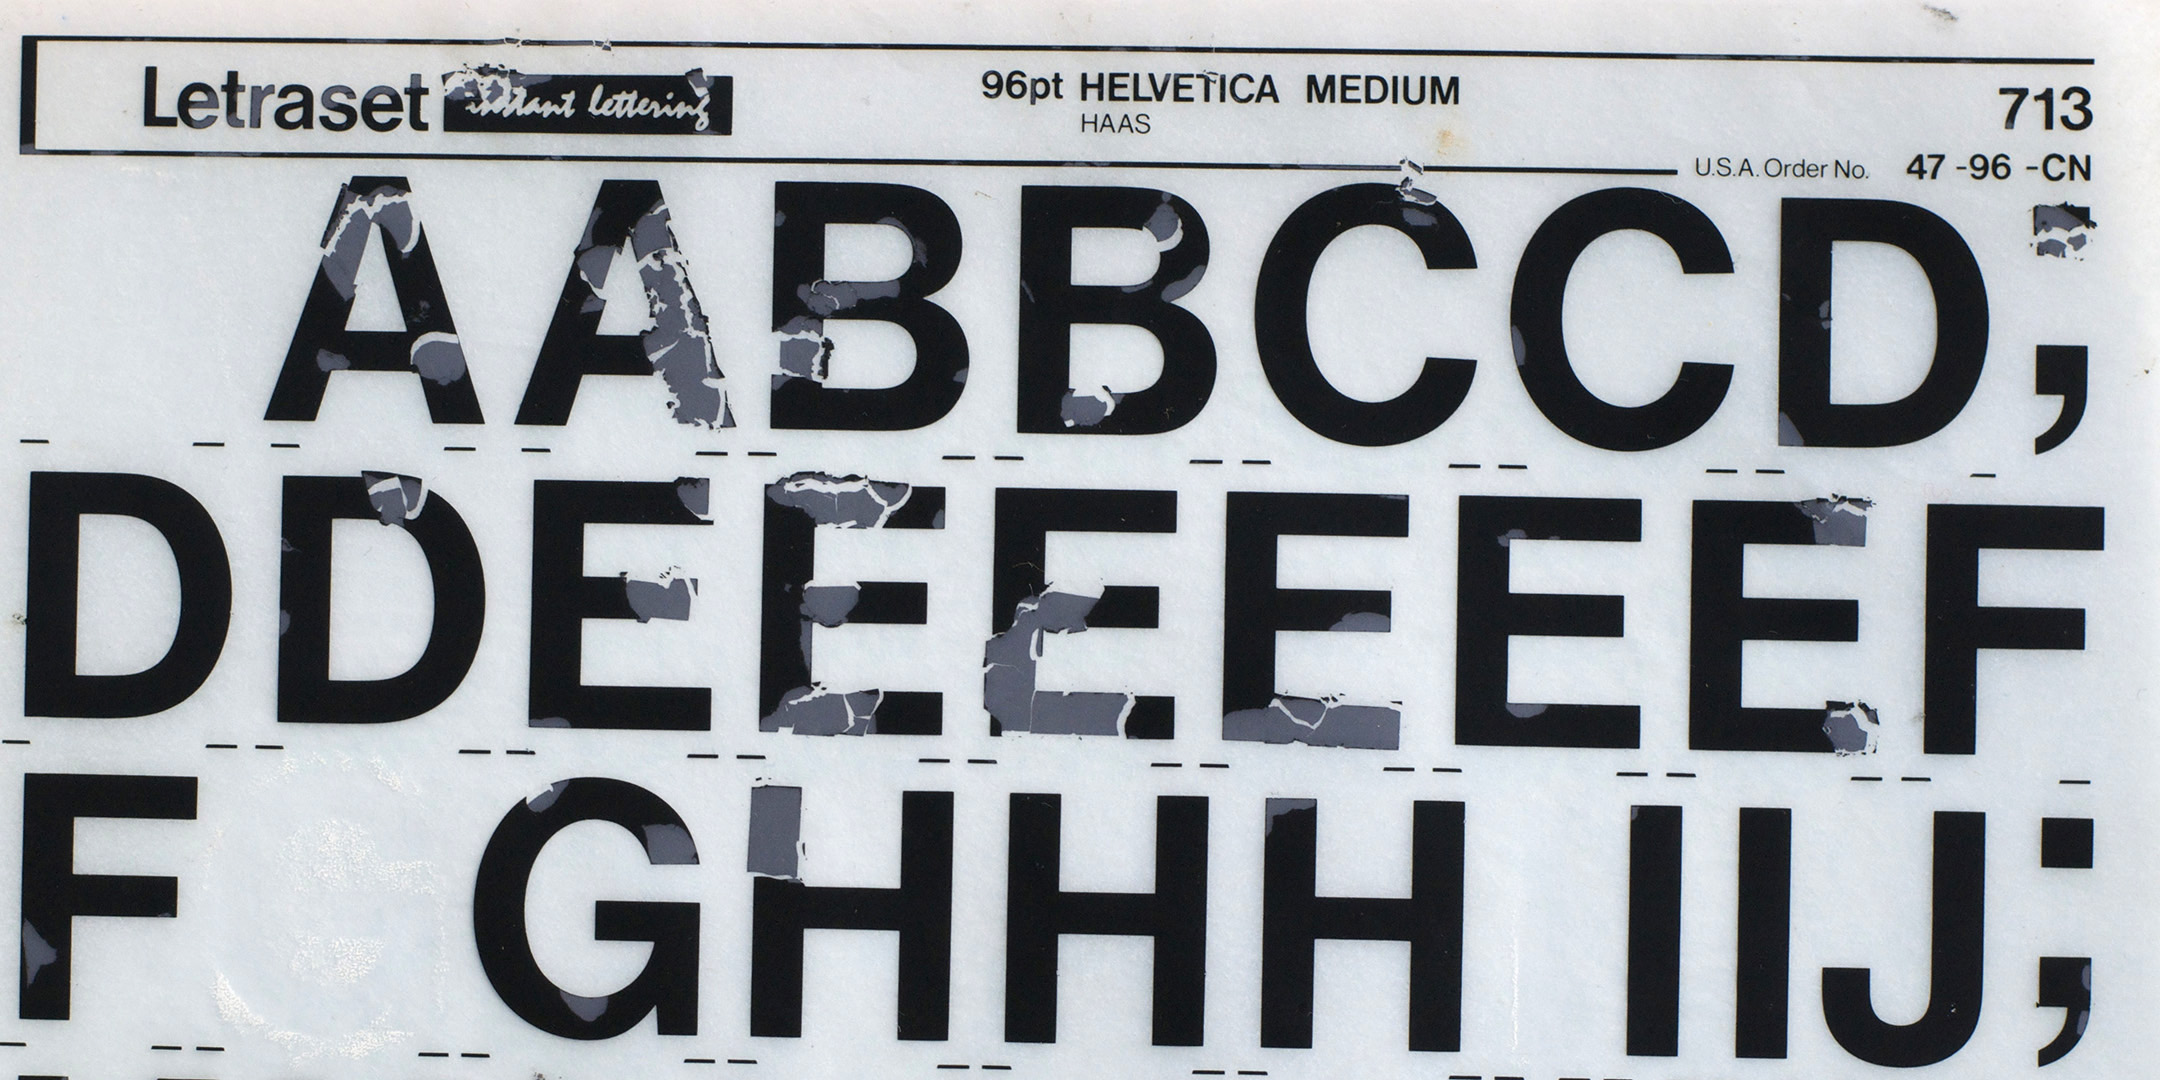 Letraset instant lettering 96pt HELVETICA MEDIUM 713
HAAS
U.S.A. Order No. 47 -96 -CN
AABBCCD;
DDEEEEEEF
F GHHH IIJ;